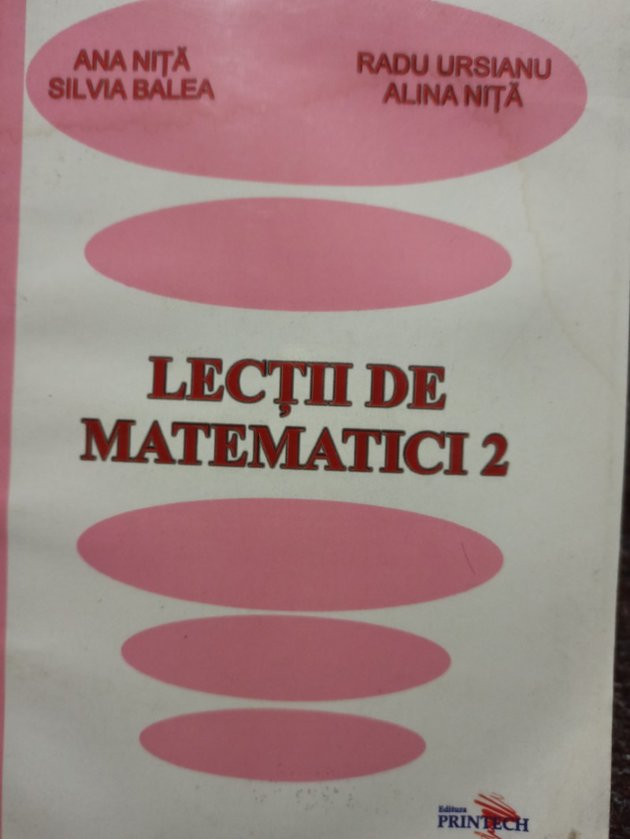 ANA NIȚĂ
SILVIA BALEA
RADU URSIANU
ALINA NIȚĂ
LECȚII DE
MATEMATICI 2
Editura
PRINTECH